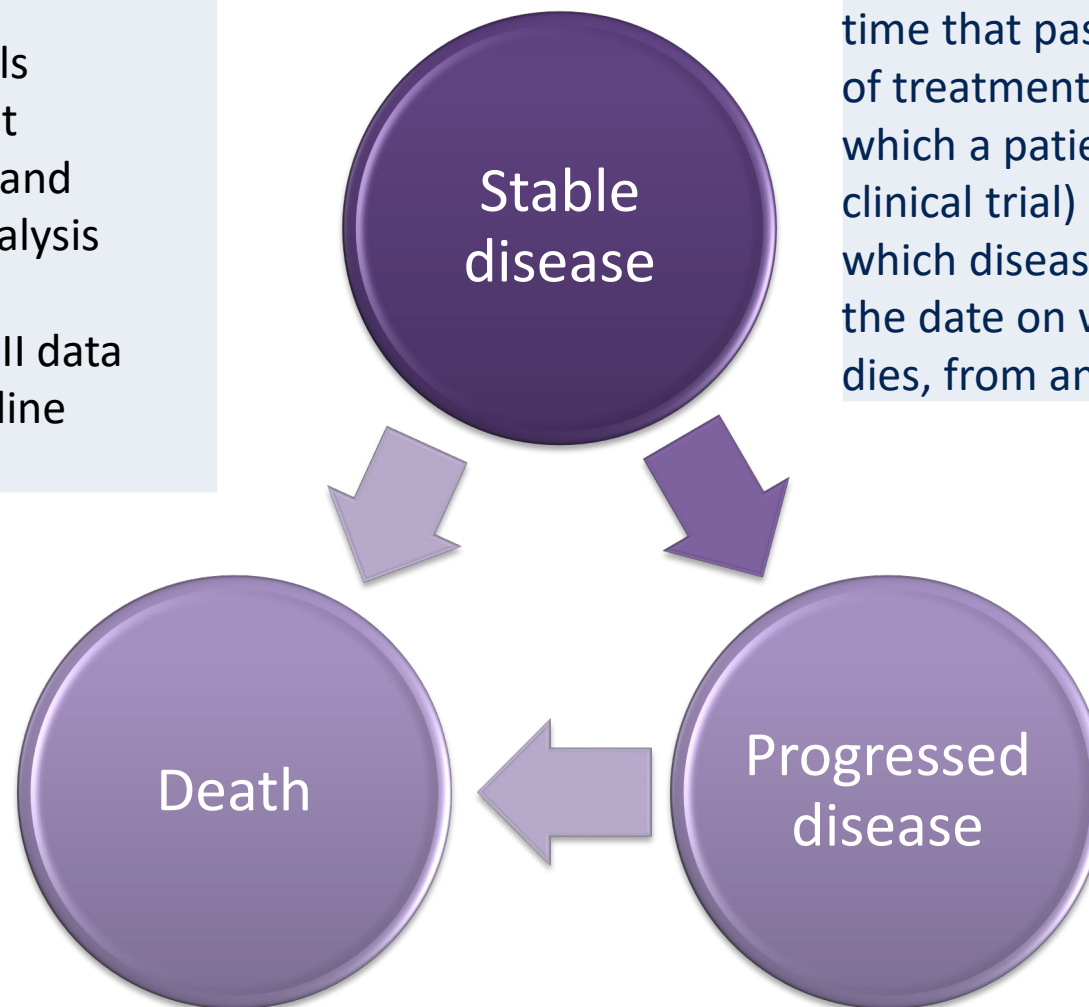 ls
t
and
alysis
II data
line
Stable
disease
time that pas
of treatment
which a patie
clinical trial)
which diseas
the date on w
dies, from an
Death
Progressed
disease